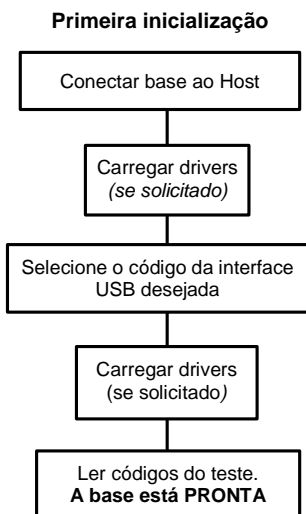 Primeira inicialização
Conectar base ao Host
Carregar drivers
(se solicitado)
Selecione o código da interface
USB desejada
Carregar drivers
(se solicitado)
Ler códigos do teste.
A base está PRONTA